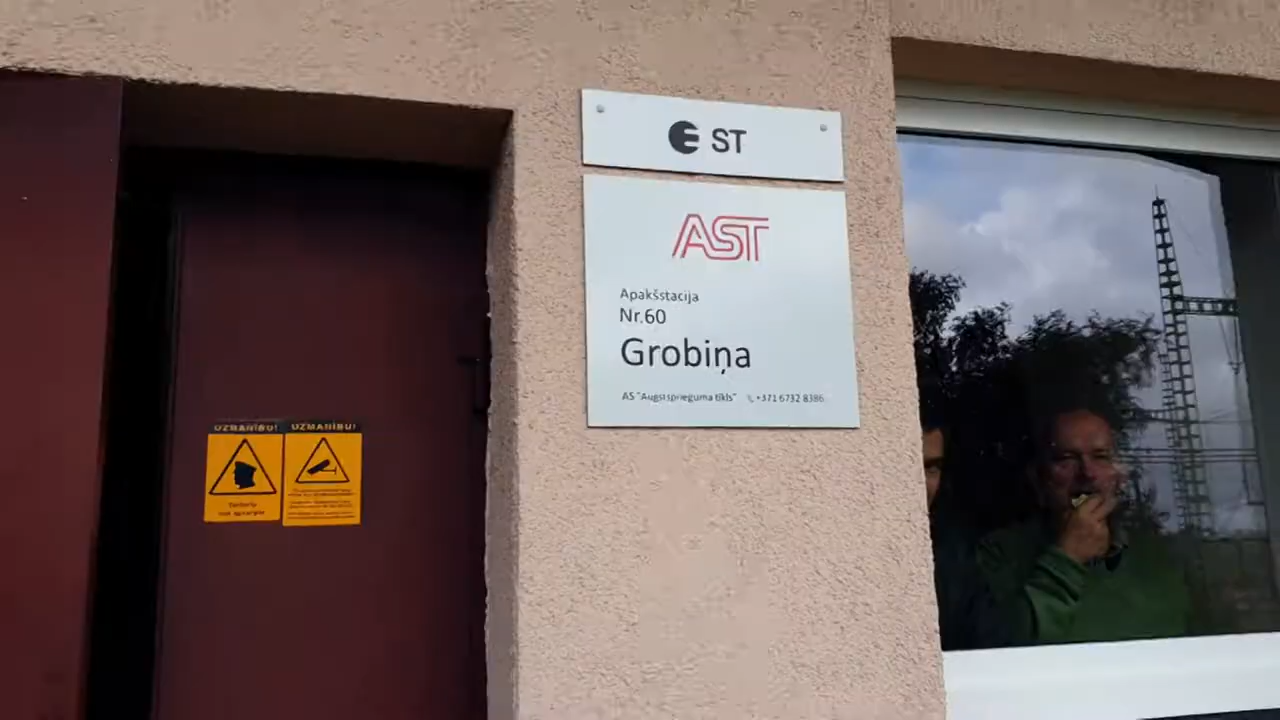 ST
AST
Apakšstacija
Nr.60
Grobiņa
AS "Augstsprieguma tīkls" +371 6732 8386
UZMANĪBU! UZMANĪBU!